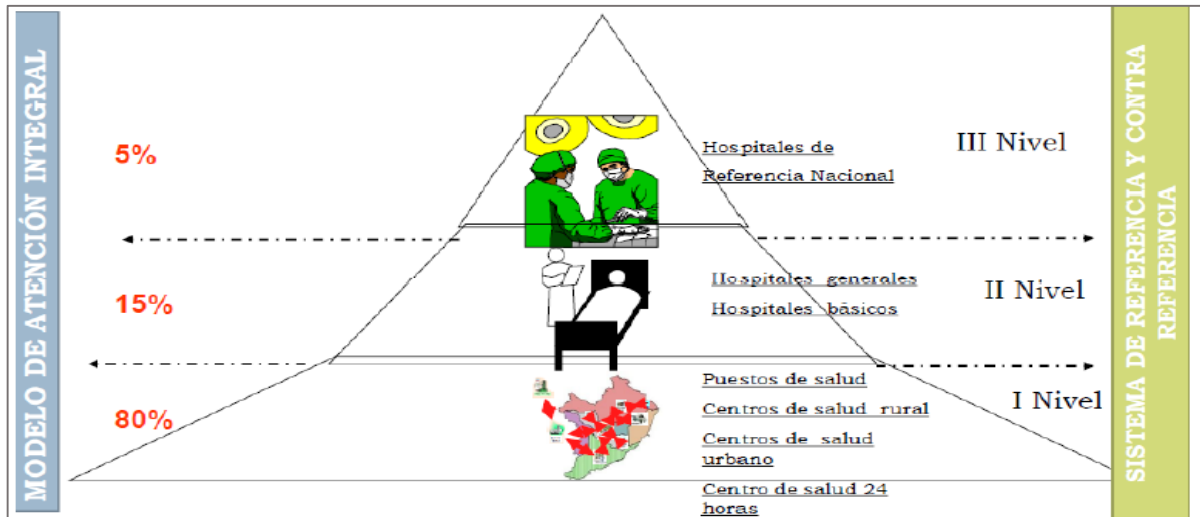 MODELO DE ATENCIÓN INTEGRAL
5%
Hospitales de
Referencia Nacional
III Nivel
15%
Hospitales generales
Hospitales básicos
II Nivel
80%
Puestos de salud
Centros de salud rural
Centros de salud
urbano
Centro de salud 24
horas
I Nivel
SISTEMA DE REFERENCIA Y CONTRA
REFERENCIA